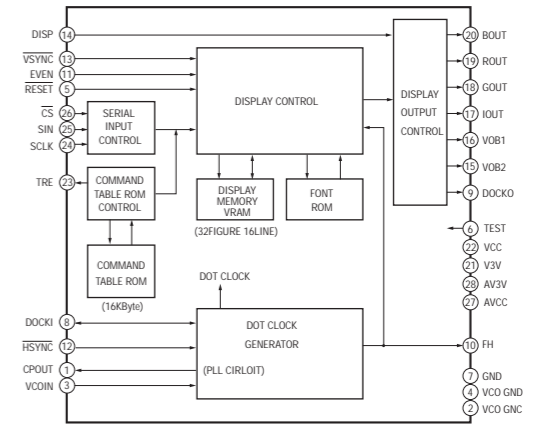 DISP 14
VSYNC 13
EVEN 11
RESET 5
CS 26
SIN 25
SCLK 24
TRE 23
SERIAL
INPUT
CONTROL
COMMAND
TABLE ROM
CONTROL
COMMAND
TABLE ROM
(16KByte)
DISPLAY CONTROL
DISPLAY
MEMORY
VRAM
(32FIGURE 16LINE)
FONT
ROM
DISPLAY
OUTPUT
CONTROL
20 BOUT
19 ROUT
18 GOUT
17 IOUT
16 VOB1
15 VOB2
9 DOCKO
6 TEST
22 VCC
21 V3V
28 AV3V
27 AVCC
DOT CLOCK
DOCKI 8
HSYNC 12
CPOUT 1
VCOIN 3
DOT CLOCK
GENERATOR
(PLL CIRLOIT)
10 FH
7 GND
4 VCO GND
2 VCO GNC